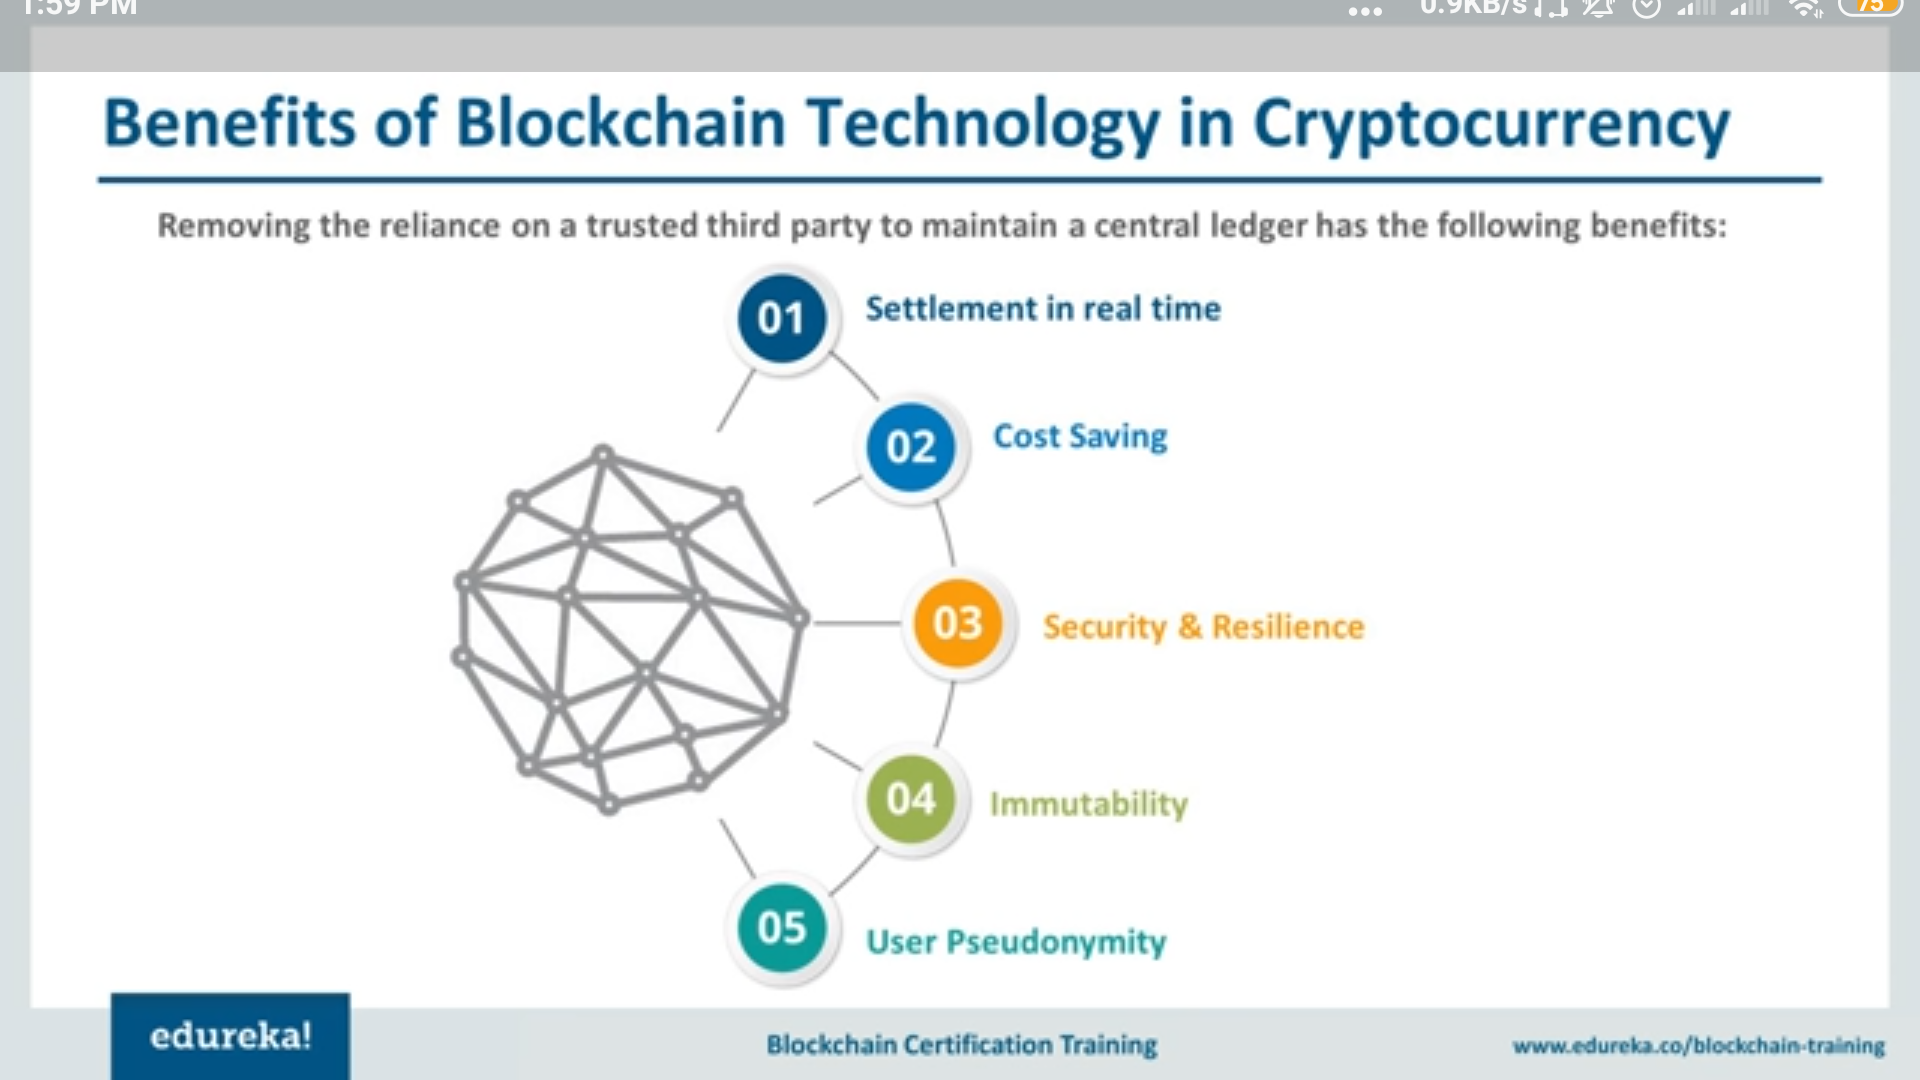 1:59 PM
... 0.9KB/s 75
Benefits of Blockchain Technology in Cryptocurrency
Removing the reliance on a trusted third party to maintain a central ledger has the following benefits:
01 Settlement in real time
02 Cost Saving
03 Security & Resilience
04 Immutability
05 User Pseudonymity
edureka!
Blockchain Certification Training
www.edureka.co/blockchain-training